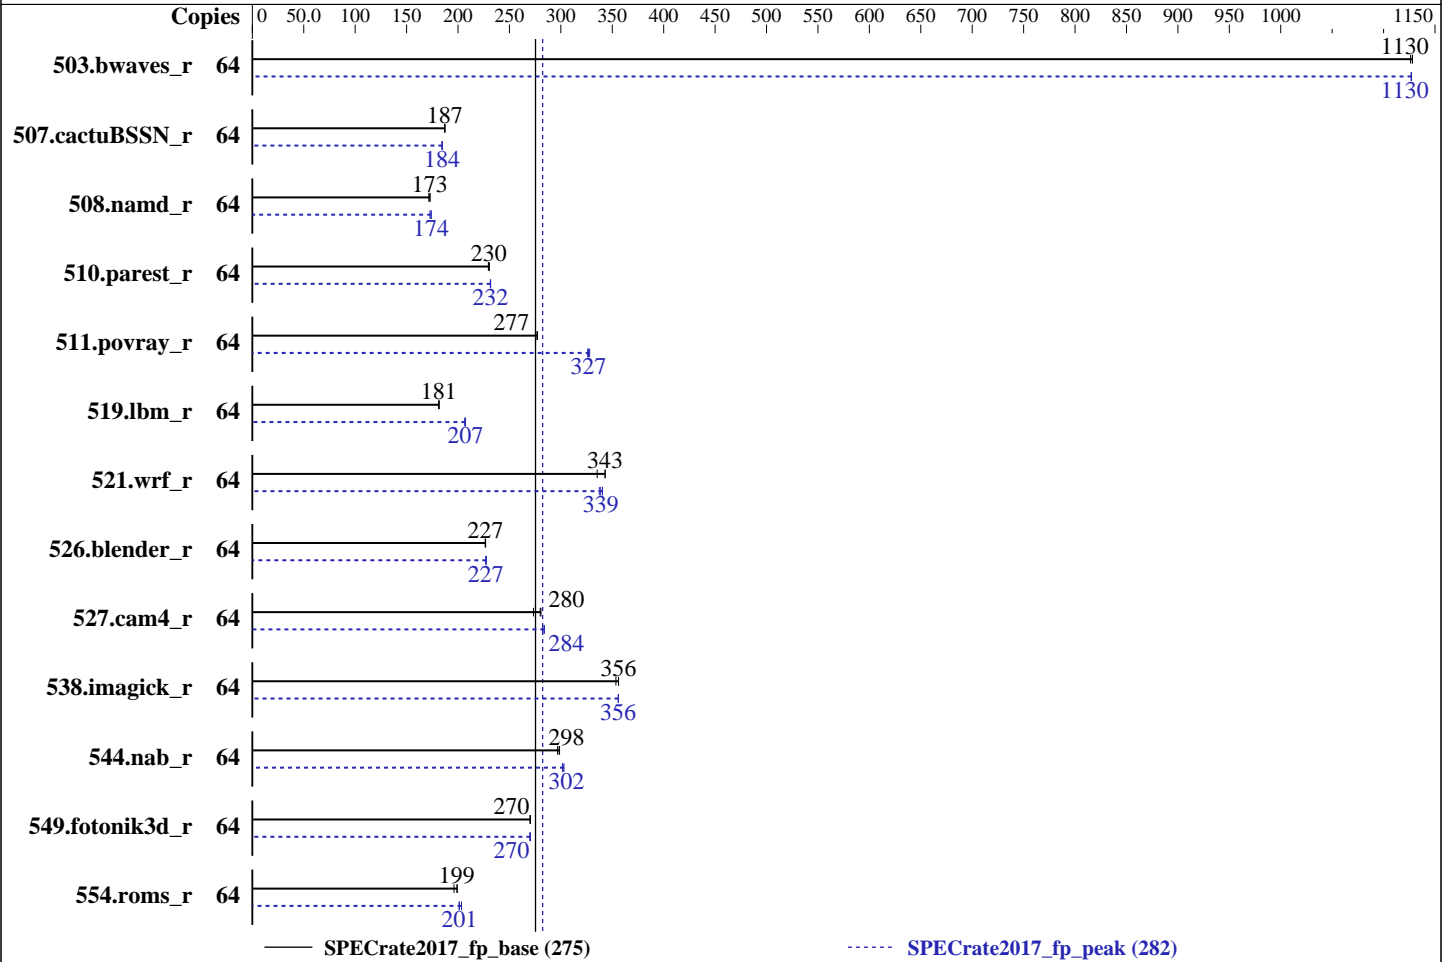 Copies 0 50.0 100 150 200 250 300 350 400 450 500 550 600 650 700 750 800 850 900 950 1000 1150
503.bwaves_r 64 1130
1130
507.cactuBSSN_r 64 187
184
508.namd_r 64 173
174
510.parest_r 64 230
232
511.povray_r 64 277
327
519.lbm_r 64 181
207
521.wrf_r 64 343
339
526.blender_r 64 227
227
527.cam4_r 64 280
284
538.imagick_r 64 356
356
544.nab_r 64 298
302
549.fotonik3d_r 64 270
270
554.roms_r 64 199
201
SPECrate2017_fp_base (275) SPECrate2017_fp_peak (282)